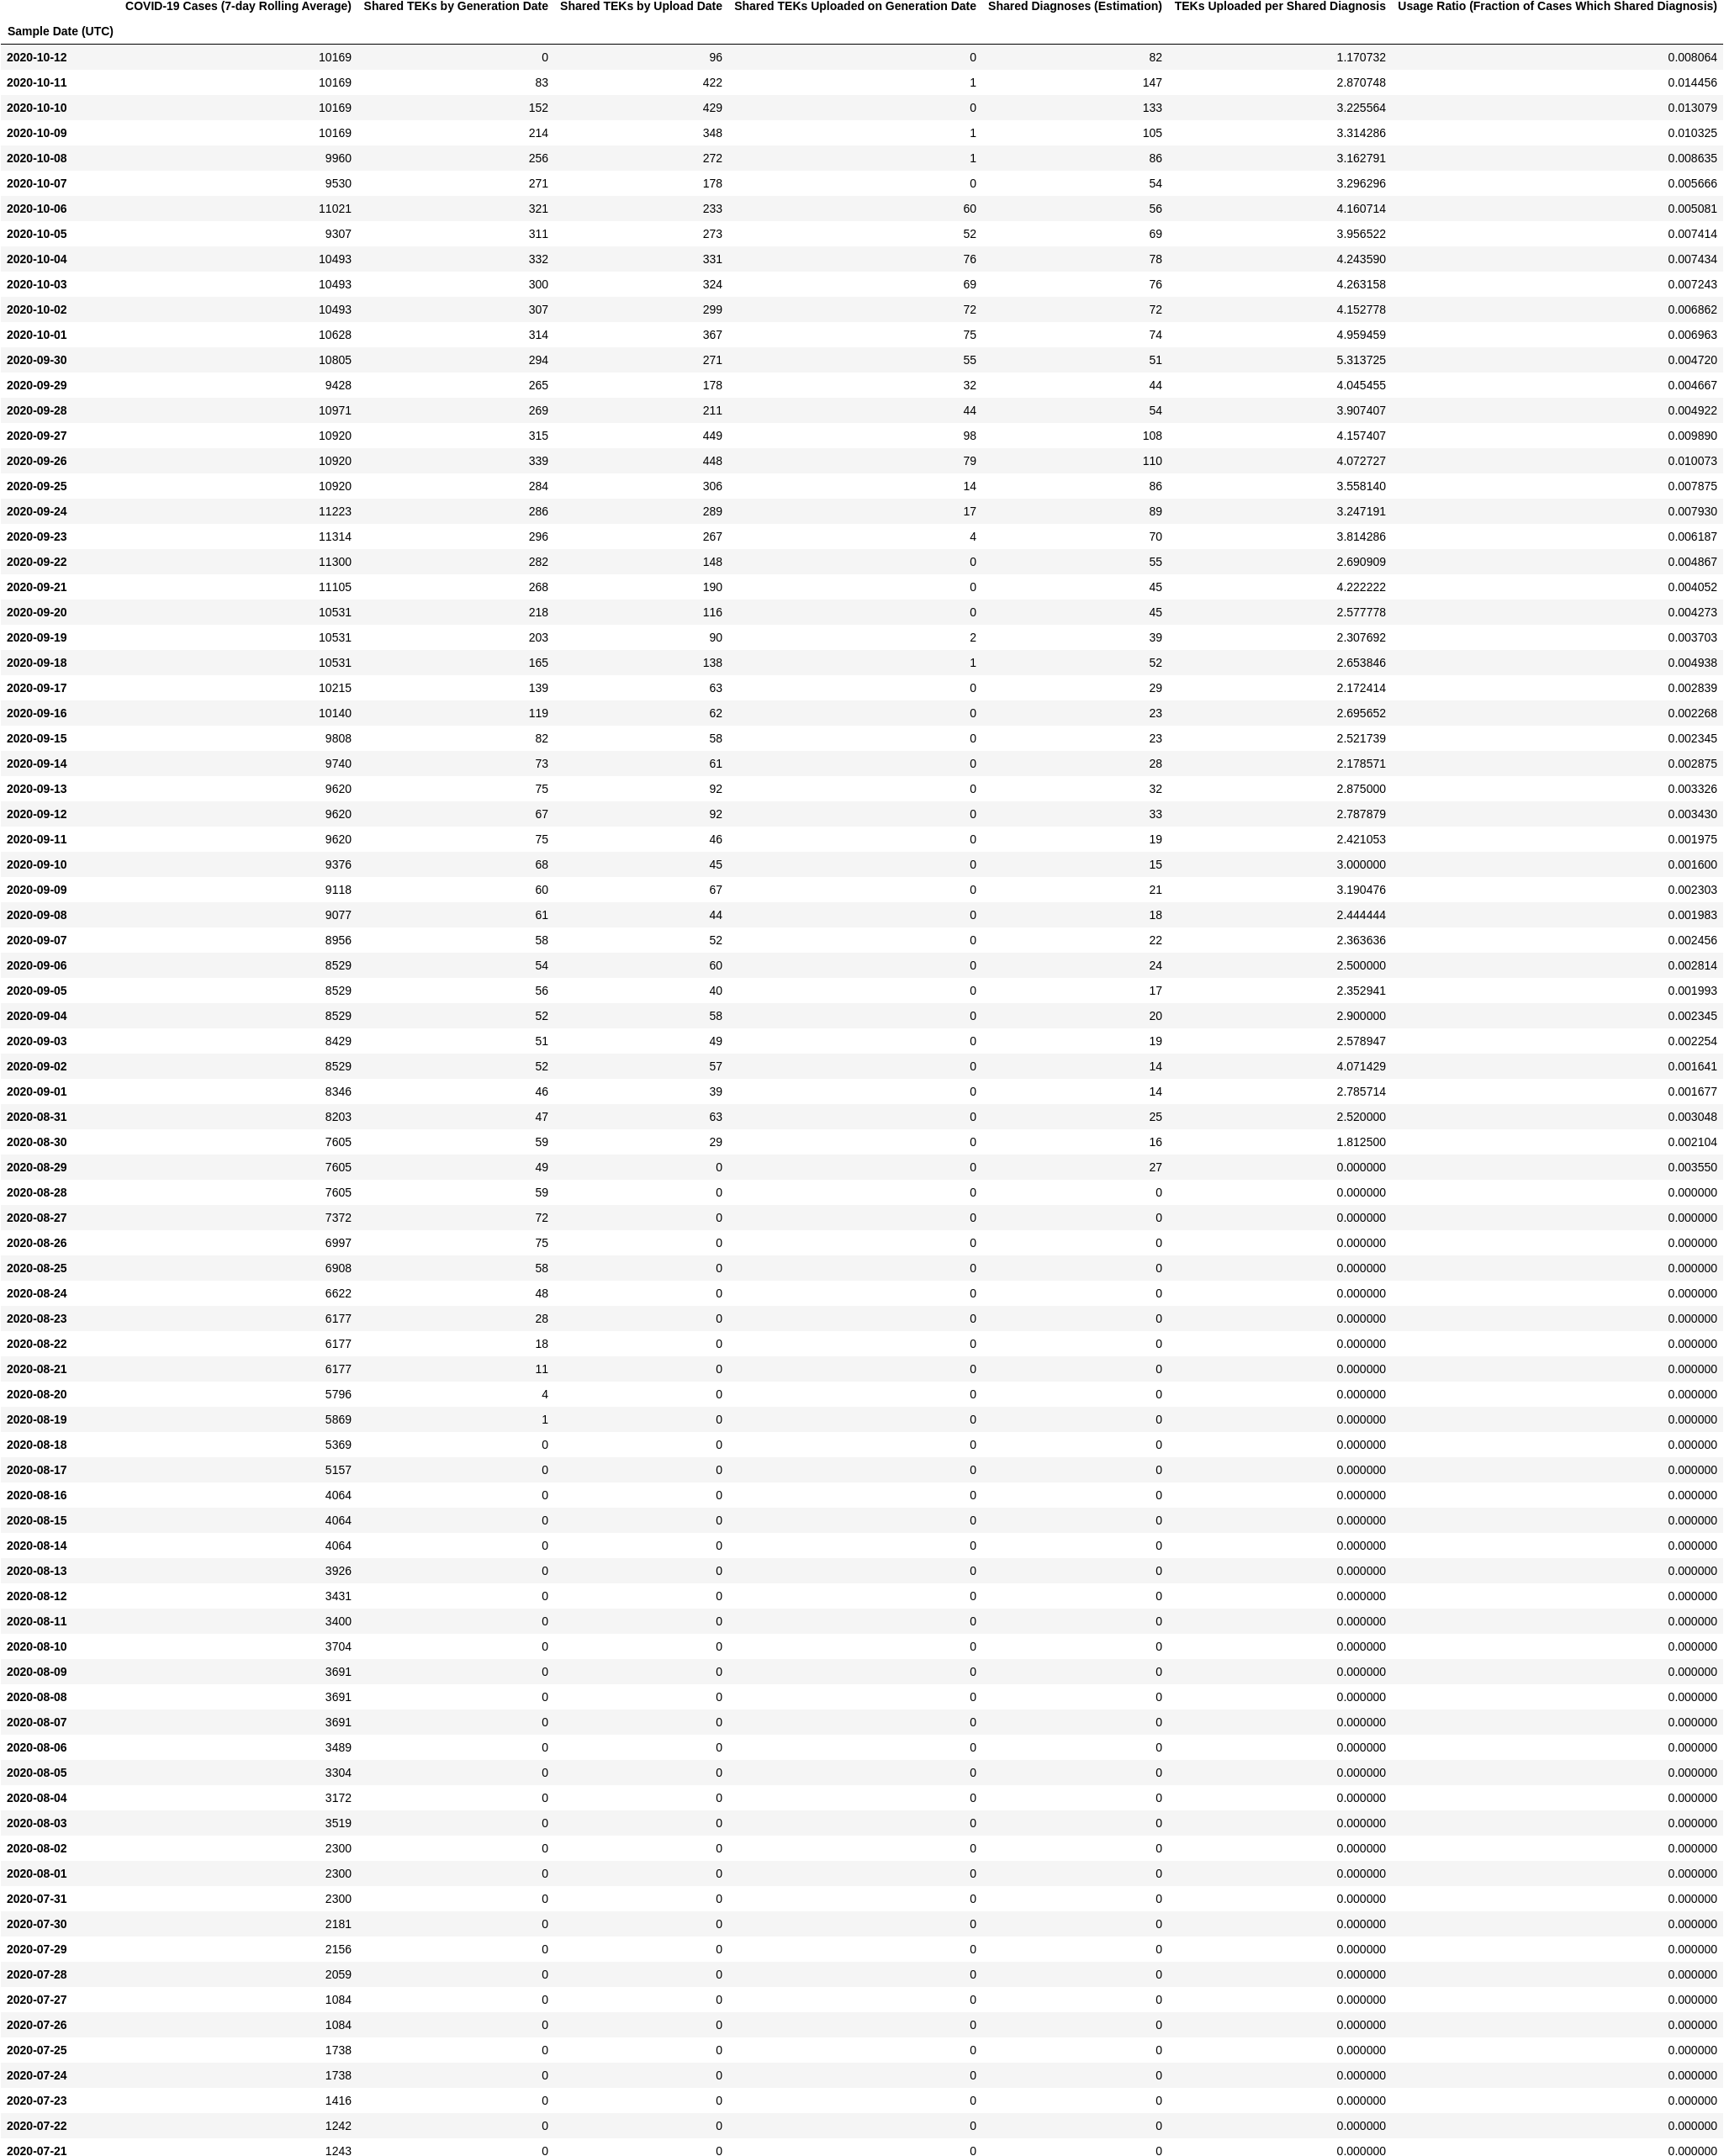 COVID-19 Cases (7-day Rolling Average) Shared TEKs by Generation Date Shared TEKs by Upload Date Shared TEKs Uploaded on Generation Date Shared Diagnoses (Estimation) TEKs Uploaded per Shared Diagnosis Usage Ratio (Fraction of Cases Which Shared Diagnosis)
Sample Date (UTC)
2020-10-12 10169 0 96 0 82 1.170732 0.008064
2020-10-11 10169 83 422 1 147 2.870748 0.014456
2020-10-10 10169 152 429 0 133 3.225564 0.013079
2020-10-09 10169 214 348 1 105 3.314286 0.010325
2020-10-08 9960 256 272 1 86 3.162791 0.008635
2020-10-07 9530 271 178 0 54 3.296296 0.005666
2020-10-06 11021 321 233 60 56 4.160714 0.005081
2020-10-05 9307 311 273 52 69 3.956522 0.007414
2020-10-04 10493 332 331 76 78 4.243590 0.007434
2020-10-03 10493 300 324 69 76 4.263158 0.007243
2020-10-02 10493 307 299 72 72 4.152778 0.006862
2020-10-01 10628 314 367 75 74 4.959459 0.006963
2020-09-30 10805 294 271 55 51 5.313725 0.004720
2020-09-29 9428 265 178 32 44 4.045455 0.004667
2020-09-28 10971 269 211 44 54 3.907407 0.004922
2020-09-27 10920 315 449 98 108 4.157407 0.009890
2020-09-26 10920 339 448 79 110 4.072727 0.010073
2020-09-25 10920 284 306 14 86 3.558140 0.007875
2020-09-24 11223 286 289 17 89 3.247191 0.007930
2020-09-23 11314 296 267 4 70 3.814286 0.006187
2020-09-22 11300 282 148 0 55 2.690909 0.004867
2020-09-21 11105 268 190 0 45 4.222222 0.004052
2020-09-20 10531 218 116 0 45 2.577778 0.004273
2020-09-19 10531 203 90 2 39 2.307692 0.003703
2020-09-18 10531 165 138 1 52 2.653846 0.004938
2020-09-17 10215 139 63 0 29 2.172414 0.002839
2020-09-16 10140 119 62 0 23 2.695652 0.002268
2020-09-15 9808 82 58 0 23 2.521739 0.002345
2020-09-14 9740 73 61 0 28 2.178571 0.002875
2020-09-13 9620 75 92 0 32 2.875000 0.003326
2020-09-12 9620 67 92 0 33 2.787879 0.003430
2020-09-11 9620 75 46 0 19 2.421053 0.001975
2020-09-10 9376 68 45 0 15 3.000000 0.001600
2020-09-09 9118 60 67 0 21 3.190476 0.002303
2020-09-08 9077 61 44 0 18 2.444444 0.001983
2020-09-07 8956 58 52 0 22 2.363636 0.002456
2020-09-06 8529 54 60 0 24 2.500000 0.002814
2020-09-05 8529 56 40 0 17 2.352941 0.001993
2020-09-04 8529 52 58 0 20 2.900000 0.002345
2020-09-03 8429 51 49 0 19 2.578947 0.002254
2020-09-02 8529 52 57 0 14 4.071429 0.001641
2020-09-01 8346 46 39 0 14 2.785714 0.001677
2020-08-31 8203 47 63 0 25 2.520000 0.003048
2020-08-30 7605 59 29 0 16 1.812500 0.002104
2020-08-29 7605 49 0 0 27 0.000000 0.003550
2020-08-28 7605 59 0 0 0 0.000000 0.000000
2020-08-27 7372 72 0 0 0 0.000000 0.000000
2020-08-26 6997 75 0 0 0 0.000000 0.000000
2020-08-25 6908 58 0 0 0 0.000000 0.000000
2020-08-24 6622 48 0 0 0 0.000000 0.000000
2020-08-23 6177 28 0 0 0 0.000000 0.000000
2020-08-22 6177 18 0 0 0 0.000000 0.000000
2020-08-21 6177 11 0 0 0 0.000000 0.000000
2020-08-20 5796 4 0 0 0 0.000000 0.000000
2020-08-19 5869 1 0 0 0 0.000000 0.000000
2020-08-18 5369 0 0 0 0 0.000000 0.000000
2020-08-17 5157 0 0 0 0 0.000000 0.000000
2020-08-16 4064 0 0 0 0 0.000000 0.000000
2020-08-15 4064 0 0 0 0 0.000000 0.000000
2020-08-14 4064 0 0 0 0 0.000000 0.000000
2020-08-13 3926 0 0 0 0 0.000000 0.000000
2020-08-12 3431 0 0 0 0 0.000000 0.000000
2020-08-11 3400 0 0 0 0 0.000000 0.000000
2020-08-10 3704 0 0 0 0 0.000000 0.000000
2020-08-09 3691 0 0 0 0 0.000000 0.000000
2020-08-08 3691 0 0 0 0 0.000000 0.000000
2020-08-07 3691 0 0 0 0 0.000000 0.000000
2020-08-06 3489 0 0 0 0 0.000000 0.000000
2020-08-05 3304 0 0 0 0 0.000000 0.000000
2020-08-04 3172 0 0 0 0 0.000000 0.000000
2020-08-03 3519 0 0 0 0 0.000000 0.000000
2020-08-02 2300 0 0 0 0 0.000000 0.000000
2020-08-01 2300 0 0 0 0 0.000000 0.000000
2020-07-31 2300 0 0 0 0 0.000000 0.000000
2020-07-30 2181 0 0 0 0 0.000000 0.000000
2020-07-29 2156 0 0 0 0 0.000000 0.000000
2020-07-28 2059 0 0 0 0 0.000000 0.000000
2020-07-27 1084 0 0 0 0 0.000000 0.000000
2020-07-26 1084 0 0 0 0 0.000000 0.000000
2020-07-25 1738 0 0 0 0 0.000000 0.000000
2020-07-24 1738 0 0 0 0 0.000000 0.000000
2020-07-23 1416 0 0 0 0 0.000000 0.000000
2020-07-22 1242 0 0 0 0 0.000000 0.000000
2020-07-21 1243 0 0 0 0 0.000000 0.000000